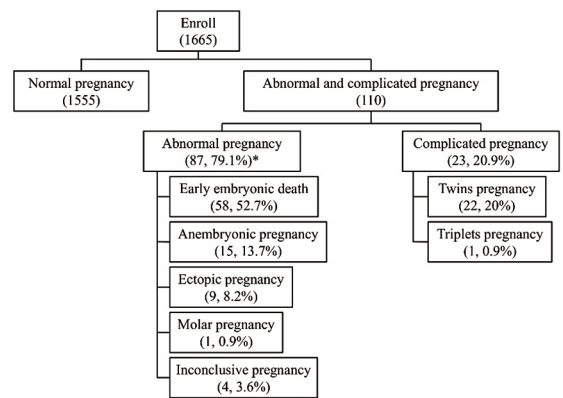 Enroll
(1665)
Normal pregnancy
(1555)
Abnormal and complicated pregnancy
(110)
Abnormal pregnancy
(87, 79.1%)*
Complicated pregnancy
(23, 20.9%)
Early embryonic death
(58, 52.7%)
Twins pregnancy
(22, 20%)
Anembryonic pregnancy
(15, 13.7%)
Triplets pregnancy
(1, 0.9%)
Ectopic pregnancy
(9, 8.2%)
Molar pregnancy
(1, 0.9%)
Inconclusive pregnancy
(4, 3.6%)